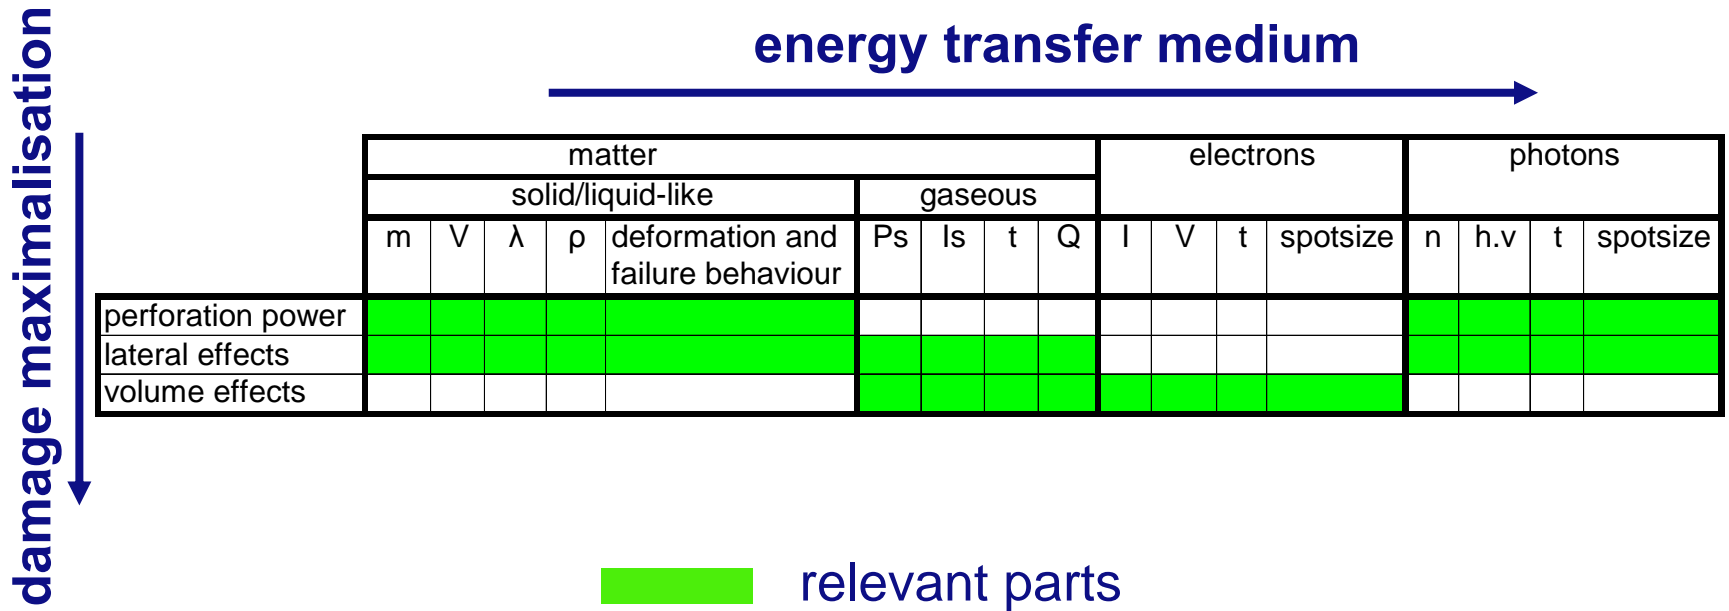 damage maximalisation
energy transfer medium
matter electrons photons
solid/liquid-like gaseous
m V λ ρ deformation and Ps Is t Q I V t spotsize n h.v t spotsize
failure behaviour
perforation power
lateral effects
volume effects
relevant parts